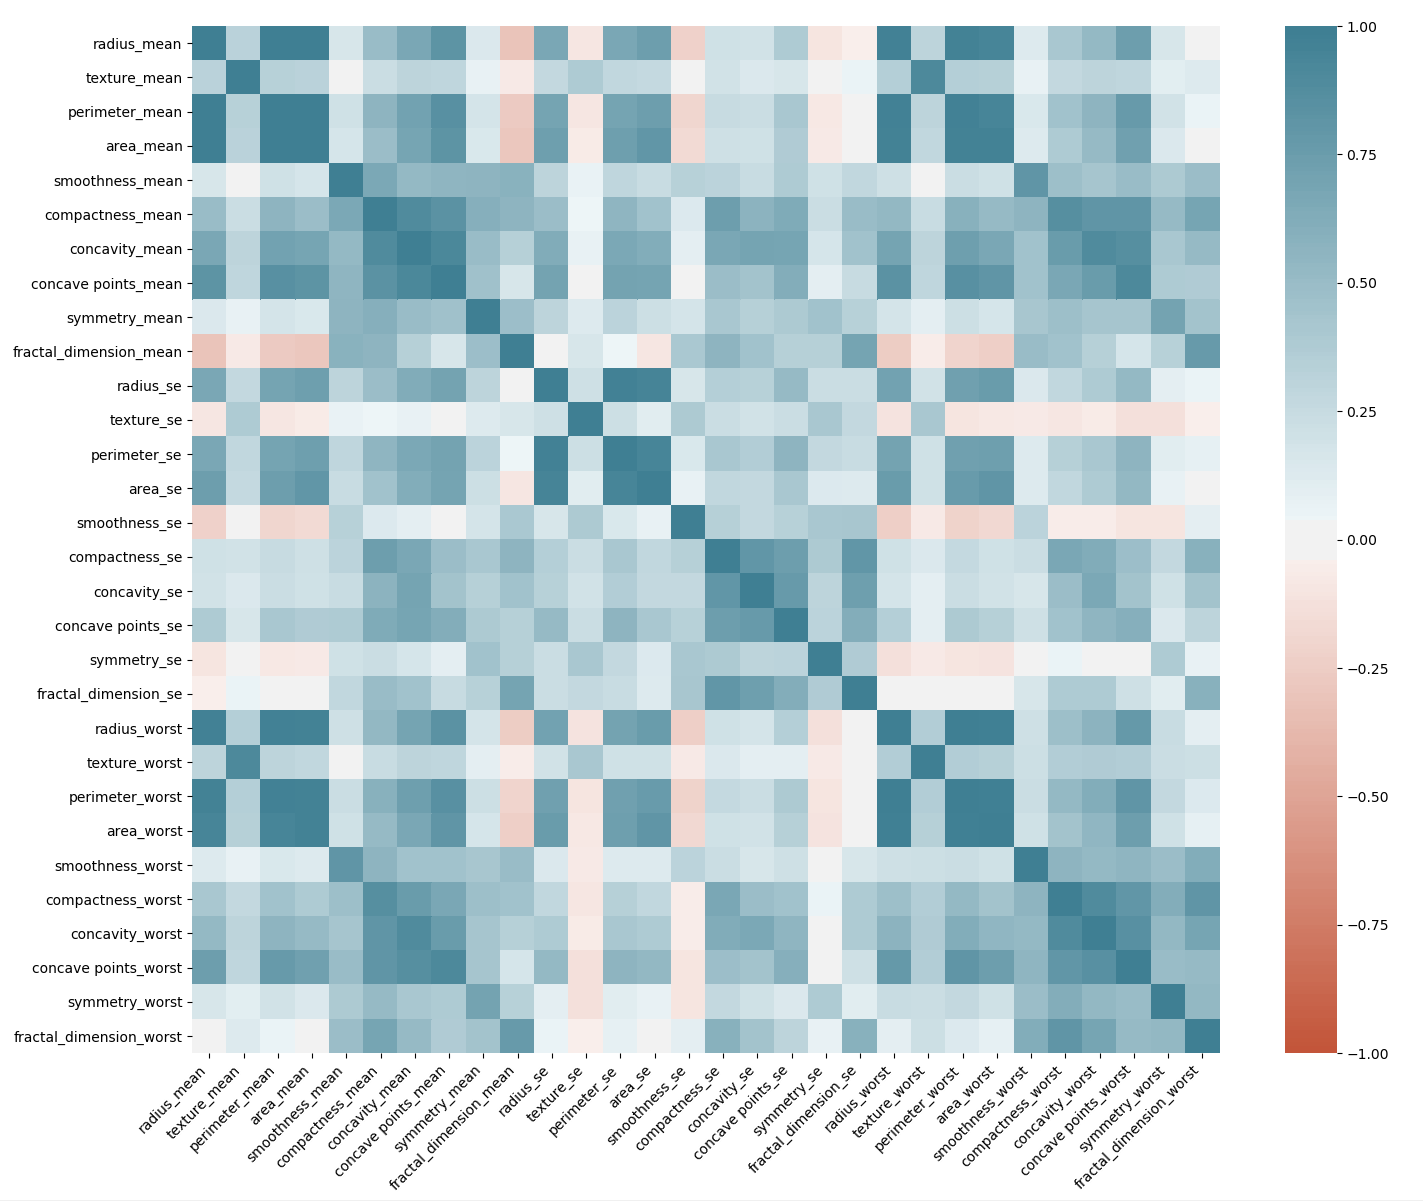 radius_mean
texture_mean
perimeter_mean
area_mean
smoothness_mean
compactness_mean
concavity_mean
concave points_mean
symmetry_mean
fractal_dimension_mean
radius_se
texture_se
perimeter_se
area_se
smoothness_se
compactness_se
concavity_se
concave points_se
symmetry_se
fractal_dimension_se
radius_worst
texture_worst
perimeter_worst
area_worst
smoothness_worst
compactness_worst
concavity_worst
concave points_worst
symmetry_worst
fractal_dimension_worst
radius_mean
texture_mean
perimeter_mean
area_mean
smoothness_mean
compactness_mean
concavity_mean
concave points_mean
symmetry_mean
fractal_dimension_mean
radius_se
texture_se
perimeter_se
area_se
smoothness_se
compactness_se
concavity_se
concave points_se
symmetry_se
fractal_dimension_se
radius_worst
texture_worst
perimeter_worst
area_worst
smoothness_worst
compactness_worst
concavity_worst
concave points_worst
symmetry_worst
fractal_dimension_worst
1.00
0.75
0.50
0.25
0.00
−0.25
−0.50
−0.75
−1.00